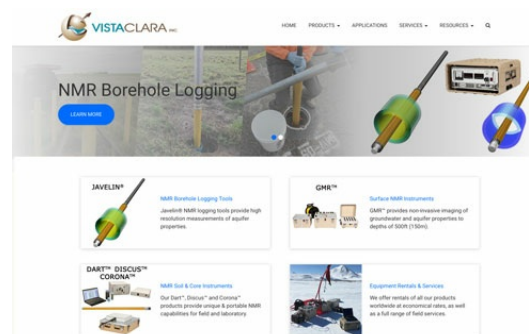 VISTACLARA INC.
HOME PRODUCTS APPLICATIONS SERVICES RESOURCES
NMR Borehole Logging
LEARN MORE
JAVELIN®
NMR Borehole Logging Tools
Javelin® NMR logging tools provide high
resolution measurements of aquifer
properties.
GMR™
Surface NMR Instruments
GMR™ provides non-invasive imaging of
groundwater and aquifer properties to
depths of 500ft (150m).
DART™ DISCUS™
CORONA™
NMR Soil & Core Instruments
Our Dart™, Discus™ and Corona™
products provide unique & portable NMR
capabilities for field and laboratory
Equipment Rentals & Services
We offer rentals of all our products
worldwide at economical rates, as well
as a full range of field services.